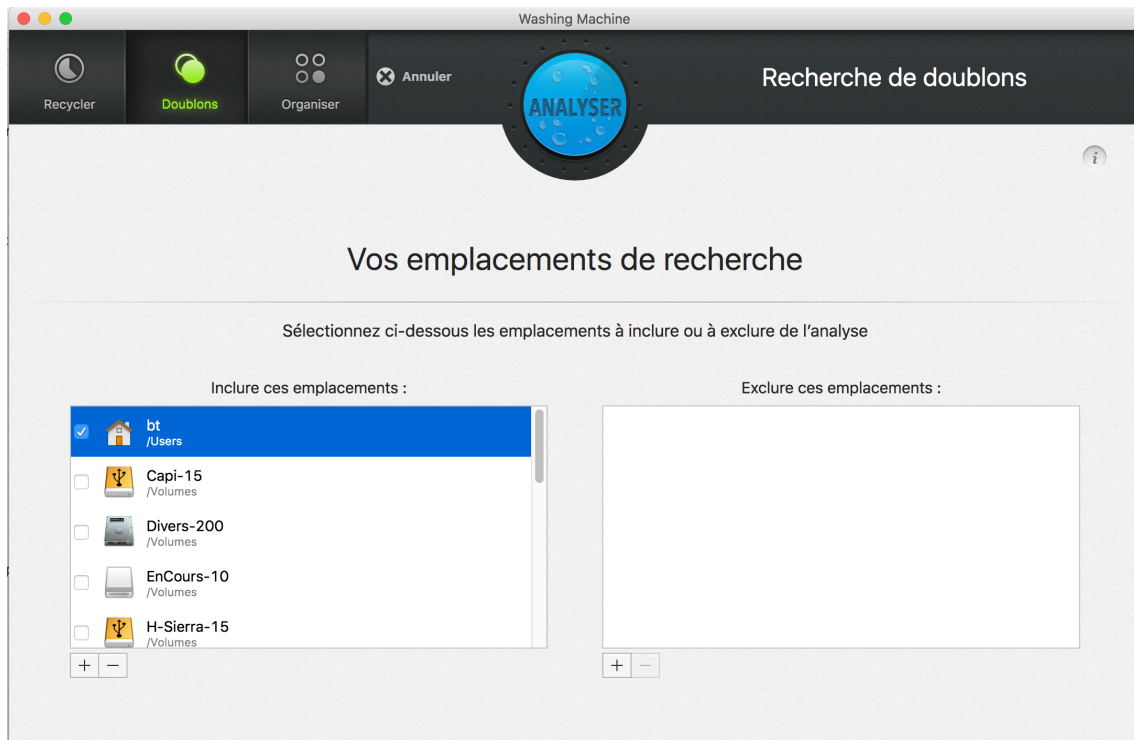 Washing Machine
Recycler
Doublons
Organiser
Annuler
ANALYSER
Recherche de doublons
i
Vos emplacements de recherche
Sélectionnez ci-dessous les emplacements à inclure ou à exclure de l'analyse
Inclure ces emplacements :
Exclure ces emplacements :
bt
/Users
Capi-15
/Volumes
Divers-200
/Volumes
EnCours-10
/Volumes
H-Sierra-15
/Volumes
+ −
+ −